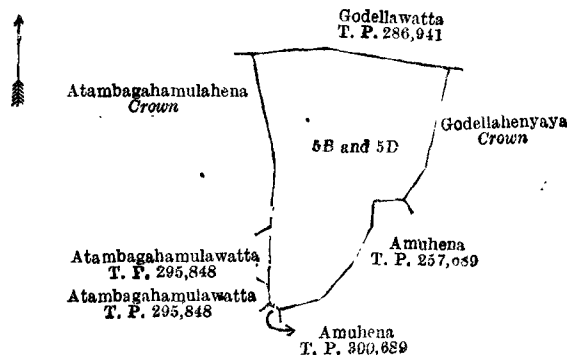 Godellawatta
T. P. 286,941
Atambagahamulahena
Crown
Godellahenyaya
Crown
5B and 5D
Amuhena
T. P. 257,089
Atambagahamulawatta
T. P. 295,848
Atambagahamulawatta
T. P. 295,848
Amuhena
T. P. 300,689